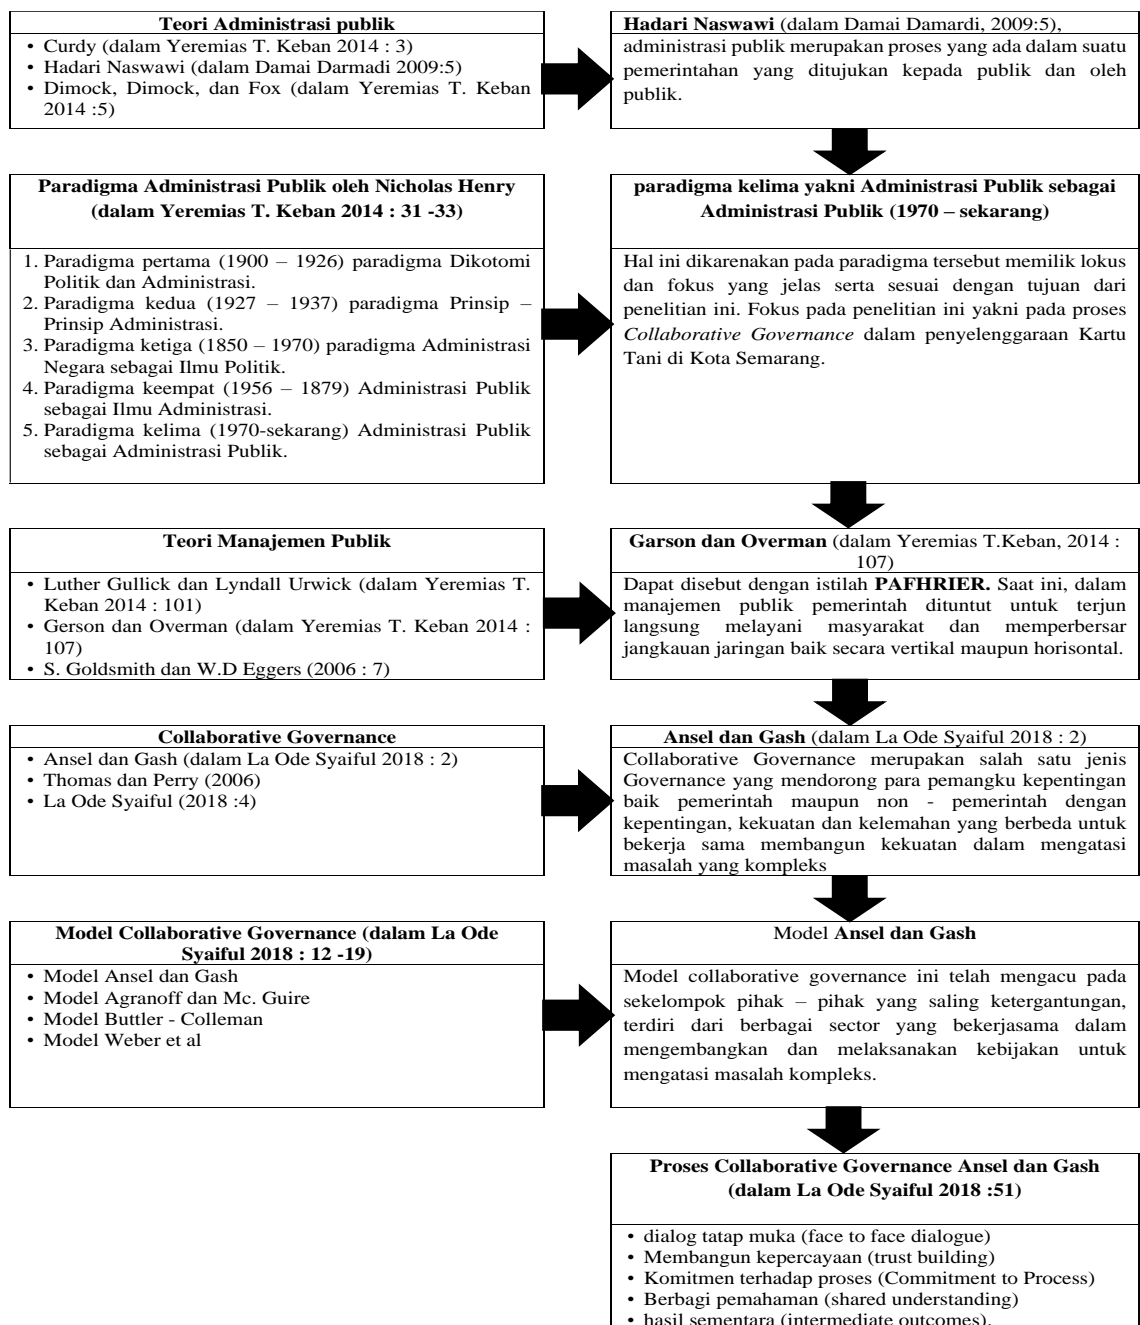 Teori Administrasi publik
• Curdy (dalam Yeremias T. Keban 2014 : 3)
• Hadari Naswawi (dalam Damai Darmadi 2009:5)
• Dimock, Dimock, dan Fox (dalam Yeremias T. Keban
2014 :5)
Hadari Naswawi (dalam Damai Damardi, 2009:5),
administrasi publik merupakan proses yang ada dalam suatu
pemerintahan yang ditujukan kepada publik dan oleh
publik.
Paradigma Administrasi Publik oleh Nicholas Henry
(dalam Yeremias T. Keban 2014 : 31 -33)
1. Paradigma pertama (1900 – 1926) paradigma Dikotomi
Politik dan Administrasi.
2. Paradigma kedua (1927 – 1937) paradigma Prinsip –
Prinsip Administrasi.
3. Paradigma ketiga (1850 – 1970) paradigma Administrasi
Negara sebagai Ilmu Politik.
4. Paradigma keempat (1956 – 1879) Administrasi Publik
sebagai Ilmu Administrasi.
5. Paradigma kelima (1970-sekarang) Administrasi Publik
sebagai Administrasi Publik.
paradigma kelima yakni Administrasi Publik sebagai
Administrasi Publik (1970 – sekarang)
Hal ini dikarenakan pada paradigma tersebut memilik lokus
dan fokus yang jelas serta sesuai dengan tujuan dari
penelitian ini. Fokus pada penelitian ini yakni pada proses
Collaborative Governance dalam penyelenggaraan Kartu
Tani di Kota Semarang.
Teori Manajemen Publik
• Luther Gullick dan Lyndall Urwick (dalam Yeremias T.
Keban 2014 : 101)
• Gerson dan Overman (dalam Yeremias T. Keban 2014 :
107)
• S. Goldsmith dan W.D Eggers (2006 : 7)
Garson dan Overman (dalam Yeremias T.Keban, 2014 :
107)
Dapat disebut dengan istilah PAFHRIER. Saat ini, dalam
manajemen publik pemerintah dituntut untuk terjun
langsung melayani masyarakat dan memperbersar
jangkauan jaringan baik secara vertikal maupun horisontal.
Collaborative Governance
• Ansel dan Gash (dalam La Ode Syaiful 2018 : 2)
• Thomas dan Perry (2006)
• La Ode Syaiful (2018 :4)
Ansel dan Gash (dalam La Ode Syaiful 2018 : 2)
Collaborative Governance merupakan salah satu jenis
Governance yang mendorong para pemangku kepentingan
baik pemerintah maupun non - pemerintah dengan
kepentingan, kekuatan dan kelemahan yang berbeda untuk
bekerja sama membangun kekuatan dalam mengatasi
masalah yang kompleks
Model Collaborative Governance (dalam La Ode
Syaiful 2018 : 12 -19)
• Model Ansel dan Gash
• Model Agranoff dan Mc. Guire
• Model Buttler - Colleman
• Model Weber et al
Model Ansel dan Gash
Model collaborative governance ini telah mengacu pada
sekelompok pihak – pihak yang saling ketergantungan,
terdiri dari berbagai sector yang bekerjasama dalam
mengembangkan dan melaksanakan kebijakan untuk
mengatasi masalah kompleks.
Proses Collaborative Governance Ansel dan Gash
(dalam La Ode Syaiful 2018 :51)
• dialog tatap muka (face to face dialogue)
• Membangun kepercayaan (trust building)
• Komitmen terhadap proses (Commitment to Process)
• Berbagi pemahaman (shared understanding)
• hasil sementara (intermediate outcomes).